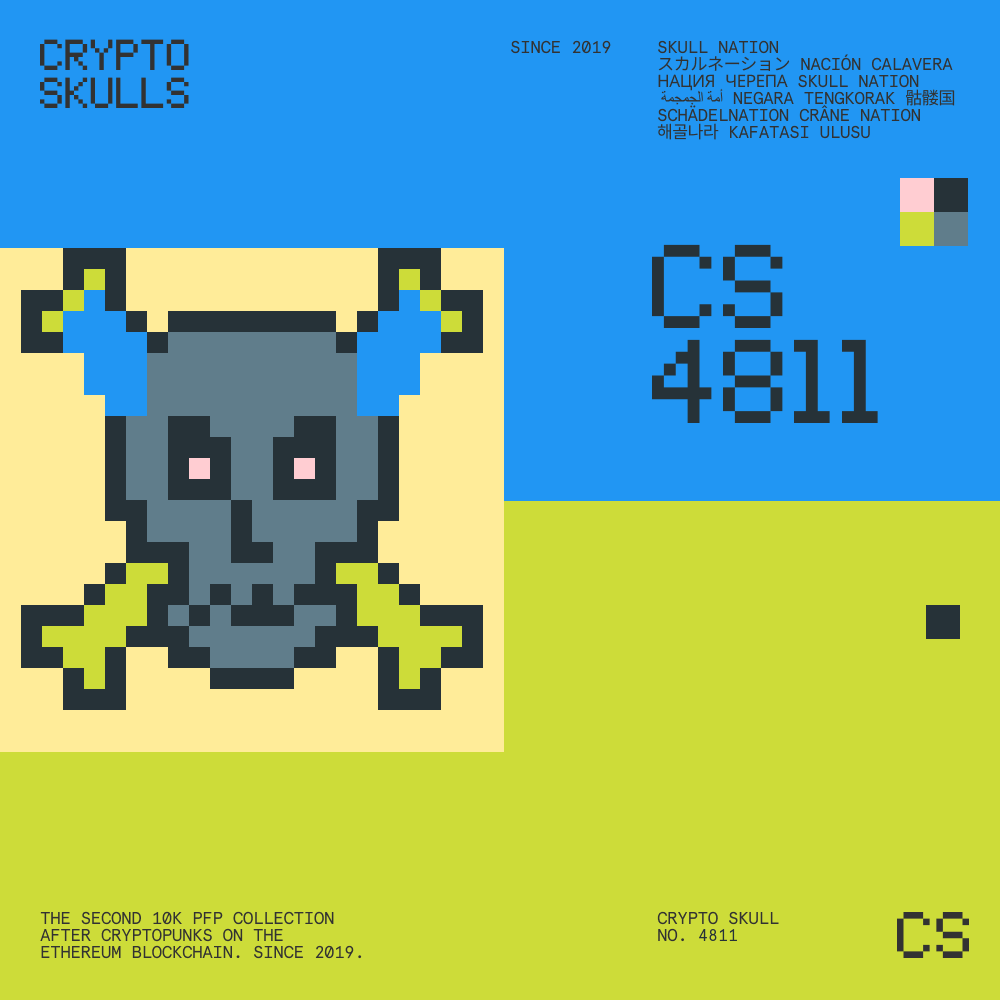 CRYPTO
SKULLS
SINCE 2019
SKULL NATION
スカルネーション NACIÓN CALAVERA
НАЦИЯ ЧЕРЕПА SKULL NATION
أمة الجمجمة NEGARA TENGKORAK 骷髅国
SCHÄDELNATION CRÂNE NATION
해골나라 KAFATASI ULUSU
CS
4811
THE SECOND 10K PFP COLLECTION
AFTER CRYPTOPUNKS ON THE
ETHEREUM BLOCKCHAIN. SINCE 2019.
CRYPTO SKULL
NO. 4811
CS